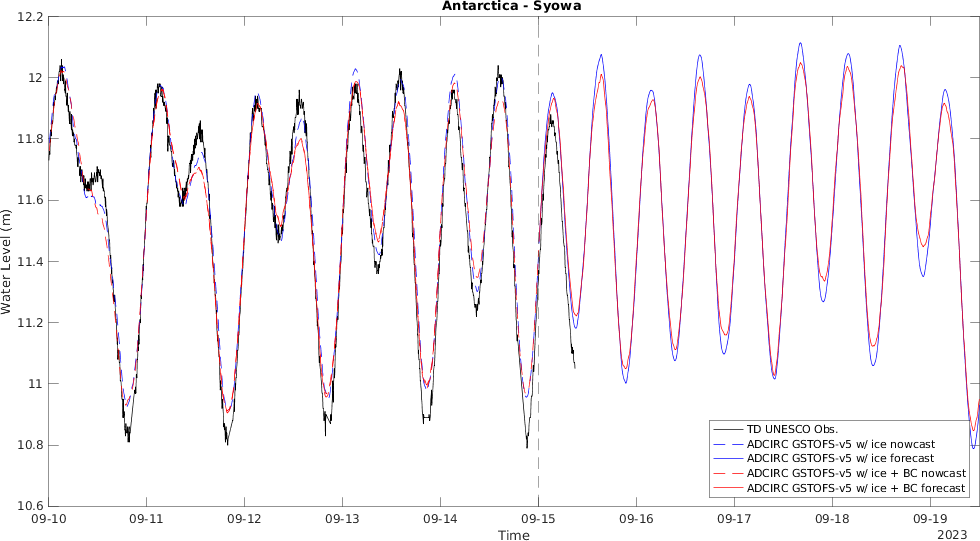 Antarctica - Syowa
12.2
12
11.8
11.6
11.4
11.2
11
10.8
10.6
Water Level (m)
09-10 09-11 09-12 09-13 09-14 09-15 09-16 09-17 09-18 09-19
Time
2023
TD UNESCO Obs.
ADCIRC GSTOFS-v5 w/ ice nowcast
ADCIRC GSTOFS-v5 w/ ice forecast
ADCIRC GSTOFS-v5 w/ ice + BC nowcast
ADCIRC GSTOFS-v5 w/ ice + BC forecast